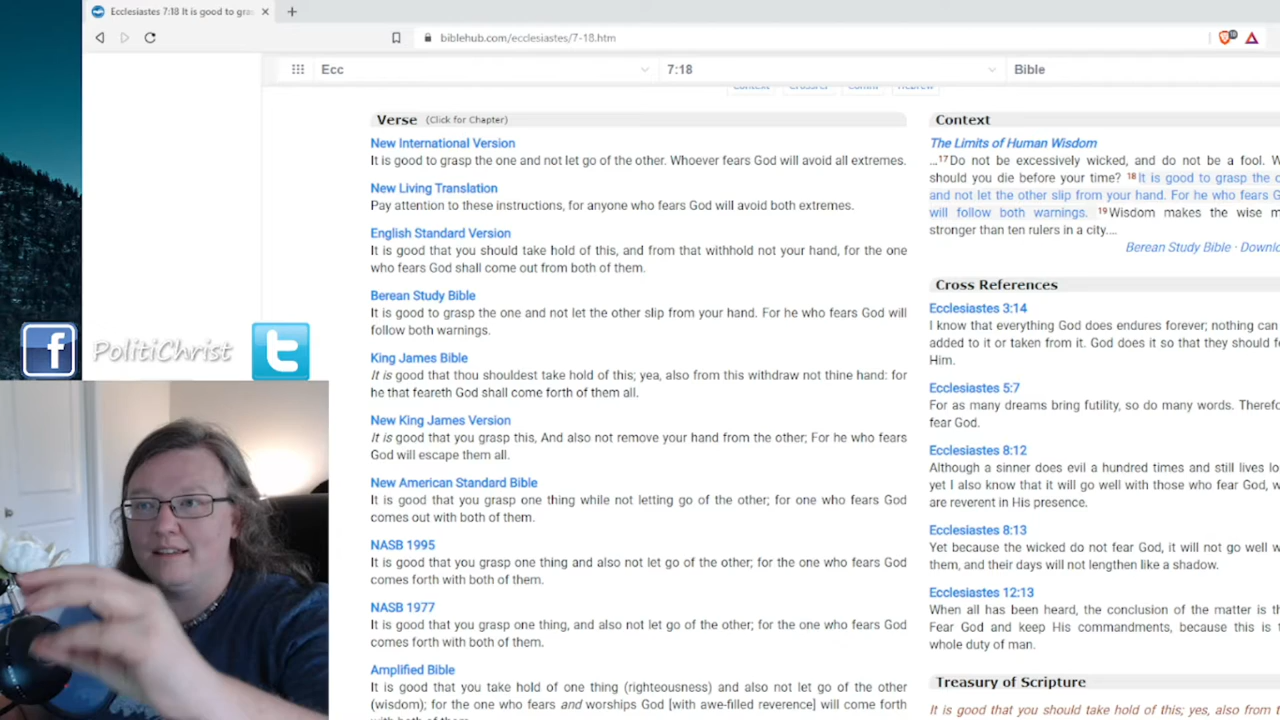 Ecclesiastes 7:18 It is good to gra
biblehub.com/ecclesiastes/7-18.htm
Ecc
7:18
Bible
Context
Crossref
Comm
Hebrew
Verse (Click for Chapter)
New International Version
It is good to grasp the one and not let go of the other. Whoever fears God will avoid all extremes.
New Living Translation
Pay attention to these instructions, for anyone who fears God will avoid both extremes.
English Standard Version
It is good that you should take hold of this, and from that withhold not your hand, for the one
who fears God shall come out from both of them.
Berean Study Bible
It is good to grasp the one and not let the other slip from your hand. For he who fears God will
follow both warnings.
King James Bible
It is good that thou shouldest take hold of this; yea, also from this withdraw not thine hand: for
he that feareth God shall come forth of them all.
New King James Version
It is good that you grasp this, And also not remove your hand from the other; For he who fears
God will escape them all.
New American Standard Bible
It is good that you grasp one thing while not letting go of the other; for one who fears God
comes out with both of them.
NASB 1995
It is good that you grasp one thing and also not let go of the other; for the one who fears God
comes forth with both of them.
NASB 1977
It is good that you grasp one thing, and also not let go of the other; for the one who fears God
comes forth with both of them.
Amplified Bible
It is good that you take hold of one thing (righteousness) and also not let go of the other
(wisdom); for the one who fears and worships God [with awe-filled reverence] will come forth
with both of them.
Context
The Limits of Human Wisdom
…17Do not be excessively wicked, and do not be a fool. W
should you die before your time? 18It is good to grasp the o
and not let the other slip from your hand. For he who fears G
will follow both warnings. 19Wisdom makes the wise m
stronger than ten rulers in a city.…
Berean Study Bible · Downlo
Cross References
Ecclesiastes 3:14
I know that everything God does endures forever; nothing can
added to it or taken from it. God does it so that they should fe
Him.
Ecclesiastes 5:7
For as many dreams bring futility, so do many words. Therefo
fear God.
Ecclesiastes 8:12
Although a sinner does evil a hundred times and still lives lo
yet I also know that it will go well with those who fear God, w
are reverent in His presence.
Ecclesiastes 8:13
Yet because the wicked do not fear God, it will not go well w
them, and their days will not lengthen like a shadow.
Ecclesiastes 12:13
When all has been heard, the conclusion of the matter is th
Fear God and keep His commandments, because this is t
whole duty of man.
Treasury of Scripture
It is good that you should take hold of this; yes, also from t
f PolitiChrist t